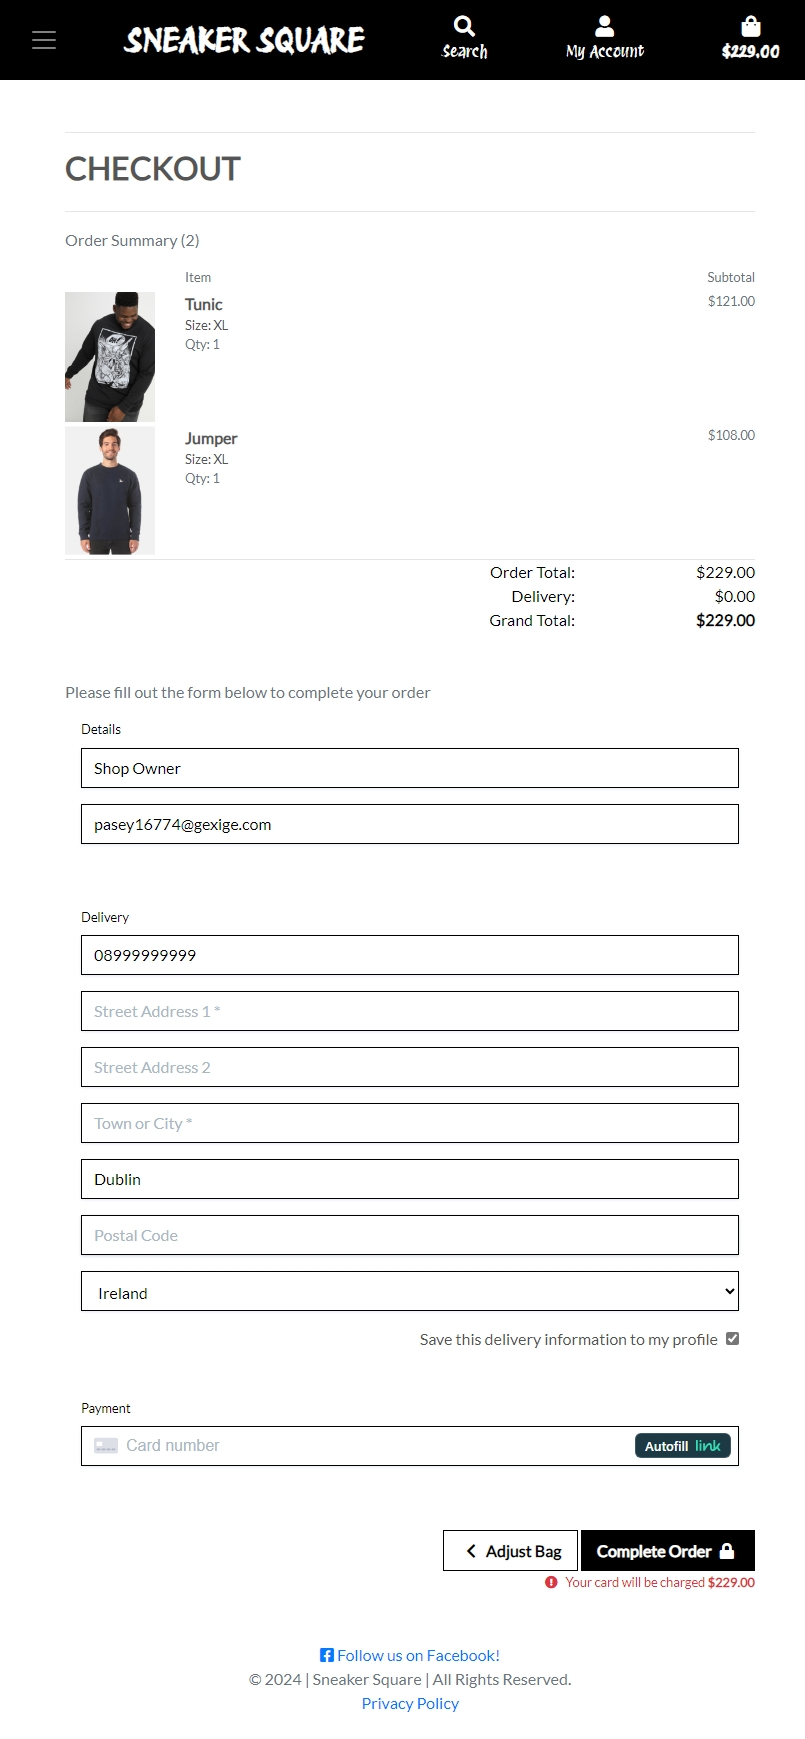 SNEAKER SQUARE
Search
My Account
$229.00
CHECKOUT
Order Summary (2)
Item Subtotal
Tunic $121.00
Size: XL
Qty: 1
Jumper $108.00
Size: XL
Qty: 1
Order Total: $229.00
Delivery: $0.00
Grand Total: $229.00
Please fill out the form below to complete your order
Details
Shop Owner
pasey16774@gexige.com
Delivery
08999999999
Street Address 1 *
Street Address 2
Town or City *
Dublin
Postal Code
Ireland
Save this delivery information to my profile
Payment
Card number Autofill link
Adjust Bag Complete Order
Your card will be charged $229.00
Follow us on Facebook!
© 2024 | Sneaker Square | All Rights Reserved.
Privacy Policy